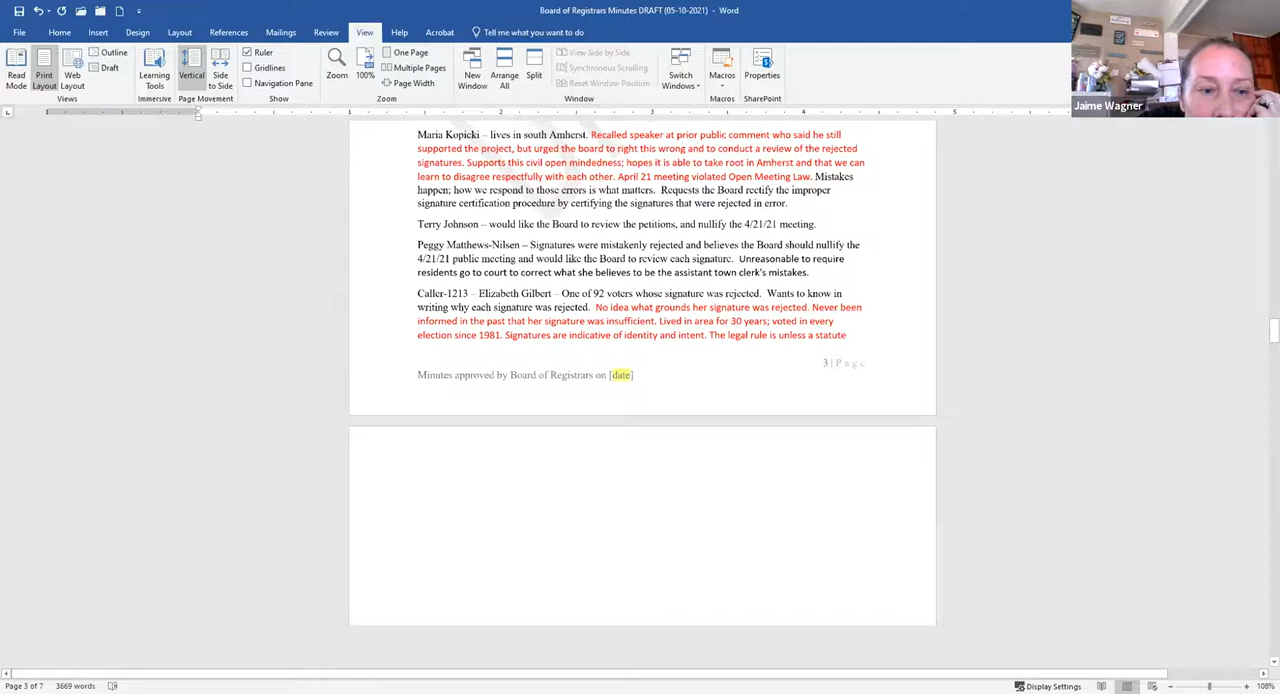 Board of Registrars Minutes DRAFT (05-10-2021) - Word
File Home Insert Design Layout References Mailings Review View Help Acrobat Tell me what you want to do
Read Mode
Print Layout
Web Layout
Outline
Draft
Views
Learning Tools
Immersive
Vertical
Side to Side
Page Movement
Ruler
Gridlines
Navigation Pane
Show
Zoom
100%
One Page
Multiple Pages
Page Width
Zoom
New Window
Arrange All
Split
View Side by Side
Synchronous Scrolling
Reset Window Position
Switch Windows
Window
Macros
Macros
Properties
SharePoint
Jaime Wagner
1 1 2 3 4 5
Maria Kopicki – lives in south Amherst. Recalled speaker at prior public comment who said he still
supported the project, but urged the board to right this wrong and to conduct a review of the rejected
signatures. Supports this civil open mindedness; hopes it is able to take root in Amherst and that we can
learn to disagree respectfully with each other. April 21 meeting violated Open Meeting Law. Mistakes
happen; how we respond to those errors is what matters. Requests the Board rectify the improper
signature certification procedure by certifying the signatures that were rejected in error.
Terry Johnson – would like the Board to review the petitions, and nullify the 4/21/21 meeting.
Peggy Matthews-Nilsen – Signatures were mistakenly rejected and believes the Board should nullify the
4/21/21 public meeting and would like the Board to review each signature. Unreasonable to require
residents go to court to correct what she believes to be the assistant town clerk's mistakes.
Caller-1213 – Elizabeth Gilbert – One of 92 voters whose signature was rejected. Wants to know in
writing why each signature was rejected. No idea what grounds her signature was rejected. Never been
informed in the past that her signature was insufficient. Lived in area for 30 years; voted in every
election since 1981. Signatures are indicative of identity and intent. The legal rule is unless a statute
3 | P a g e
Minutes approved by Board of Registrars on [date]
Page 3 of 7 3669 words
Display Settings
108%